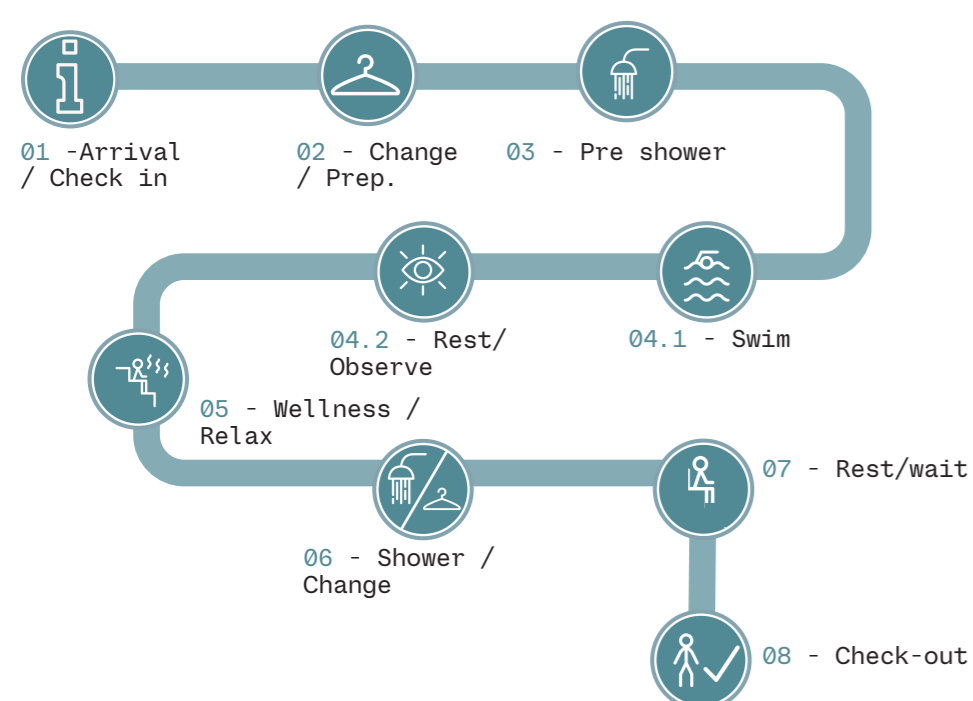 01 -Arrival
/ Check in
02 - Change
/ Prep.
03 - Pre shower
04.1 - Swim
04.2 - Rest/
Observe
05 - Wellness /
Relax
06 - Shower /
Change
07 - Rest/wait
08 - Check-out